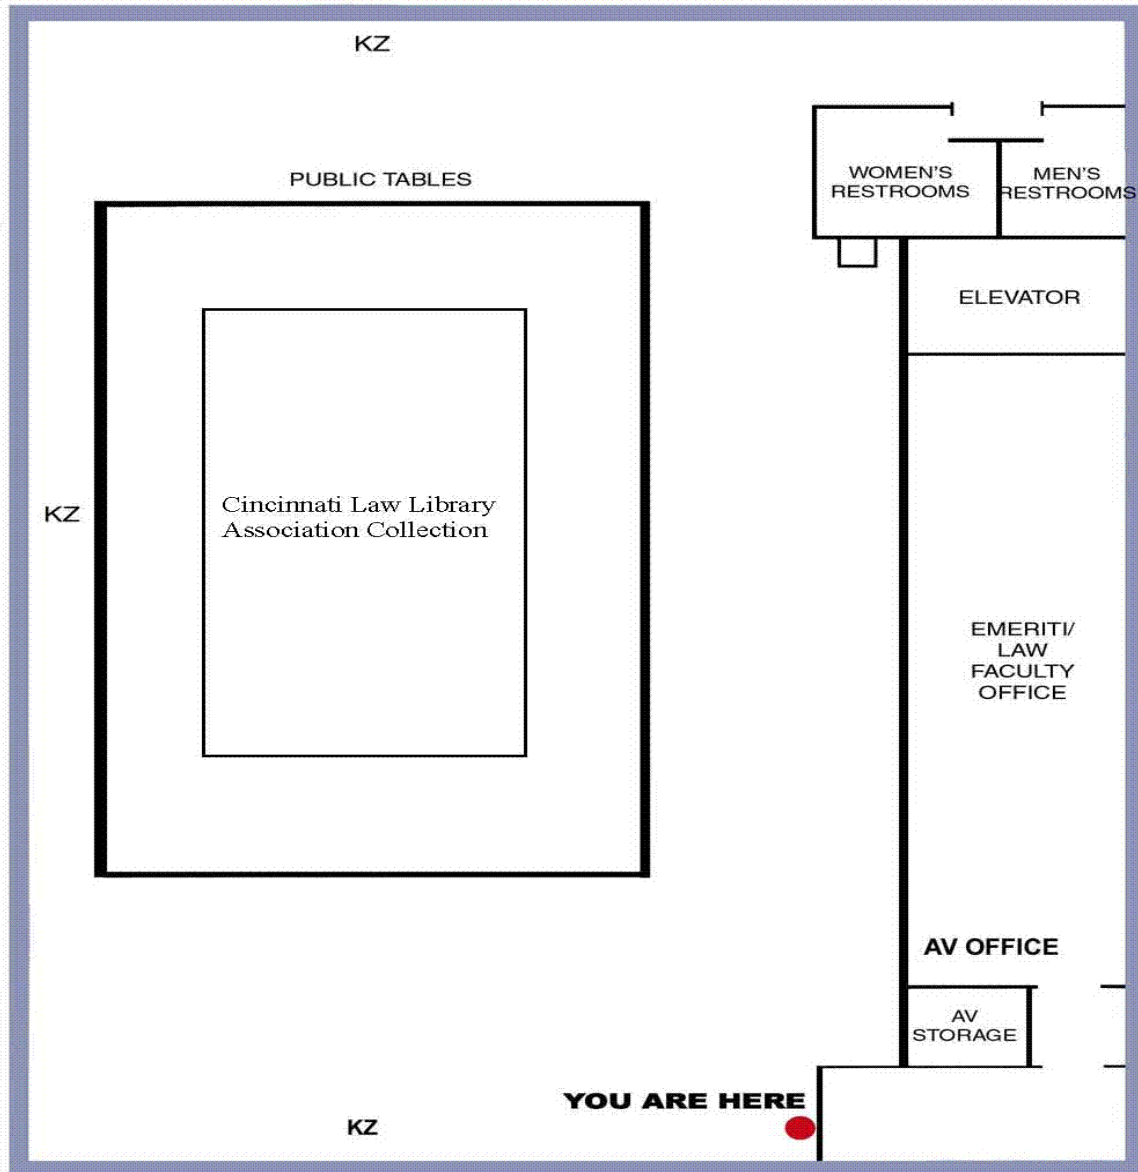 KZ
PUBLIC TABLES
WOMEN'S
RESTROOMS
MEN'S
RESTROOMS
ELEVATOR
Cincinnati Law Library
Association Collection
KZ
EMERITI/
LAW
FACULTY
OFFICE
AV OFFICE
AV
STORAGE
YOU ARE HERE
KZ